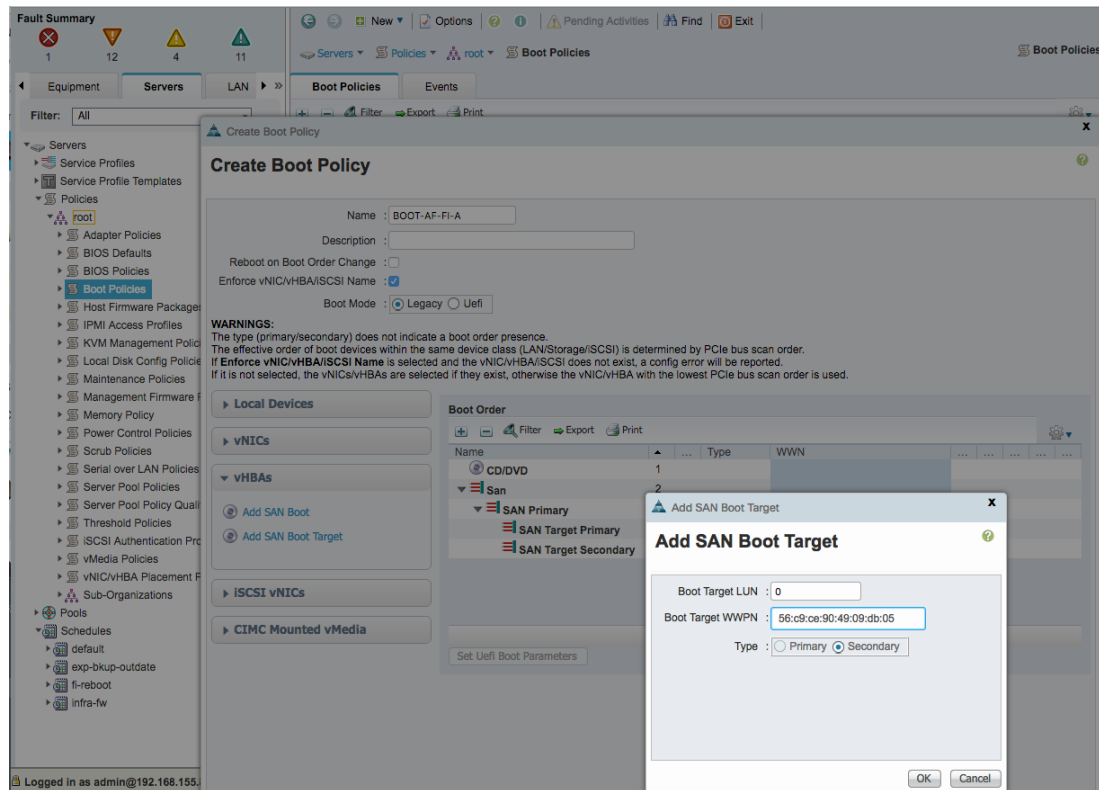 Fault Summary
1 12 4 11
New Options Pending Activities Find Exit
Servers Policies root Boot Policies
Boot Policies
Equipment Servers LAN
Boot Policies Events
Filter: All
Filter Export Print
Create Boot Policy
x
Create Boot Policy
Servers
Service Profiles
Service Profile Templates
Policies
root
Adapter Policies
BIOS Defaults
BIOS Policies
Boot Policies
Host Firmware Packages
IPMI Access Profiles
KVM Management Polic
Local Disk Config Policie
Maintenance Policies
Management Firmware
Memory Policy
Power Control Policies
Scrub Policies
Serial over LAN Policies
Server Pool Policies
Server Pool Policy Quali
Threshold Policies
iSCSI Authentication Pro
vMedia Policies
vNIC/vHBA Placement P
Sub-Organizations
Pools
Schedules
default
exp-bkup-outdate
fi-reboot
infra-fw
Logged in as admin@192.168.155.
Name : BOOT-AF-FI-A
Description :
Reboot on Boot Order Change :
Enforce vNIC/vHBA/iSCSI Name :
Boot Mode : Legacy Uefi
WARNINGS:
The type (primary/secondary) does not indicate a boot order presence.
The effective order of boot devices within the same device class (LAN/Storage/iSCSI) is determined by PCIe bus scan order.
If Enforce vNIC/vHBA/iSCSI Name is selected and the vNIC/vHBA/iSCSI does not exist, a config error will be reported.
If it is not selected, the vNICs/vHBAs are selected if they exist, otherwise the vNIC/vHBA with the lowest PCIe bus scan order is used.
Local Devices
vNICs
vHBAs
Add SAN Boot
Add SAN Boot Target
iSCSI vNICs
CIMC Mounted vMedia
Boot Order
Filter Export Print
Name ... Type WWN ... ... ... ... ...
CD/DVD 1
San 2
SAN Primary
SAN Target Primary
SAN Target Secondary
Set Uefi Boot Parameters
Add SAN Boot Target
x
Add SAN Boot Target
Boot Target LUN : 0
Boot Target WWPN : 56:c9:ce:90:49:09:db:05
Type : Primary Secondary
OK Cancel